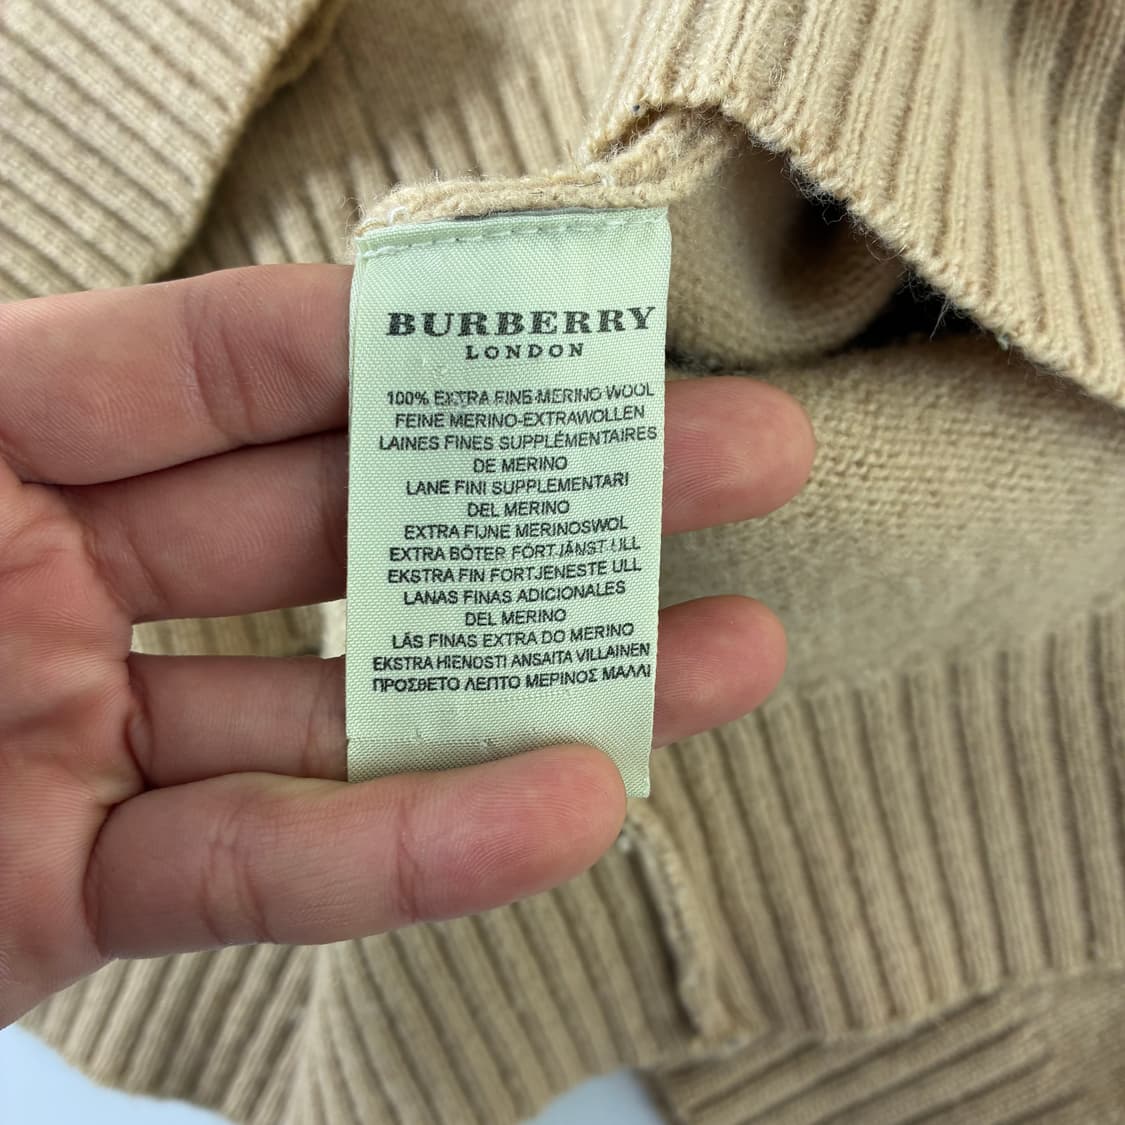 BURBERRY
LONDON
100% EXTRA FINE MERINO WOOL
FEINE MERINO-EXTRAWOLLEN
LAINES FINES SUPPLÉMENTAIRES
DE MERINO
LANE FINI SUPPLEMENTARI
DEL MERINO
EXTRA FIJNE MERINOSWOL
EXTRA BÖTER FÖRTJÄNST ULL
EKSTRA FIN FORTJENESTE ULL
LANAS FINAS ADICIONALES
DEL MERINO
LÃS FINAS EXTRA DO MERINO
EKSTRA HIENOSTI ANSAITA VILLAINEN
ΠΡΟΣΘΕΤΟ ΛΕΠΤΟ ΜΕΡΙΝΟΣ ΜΑΛΛΙ